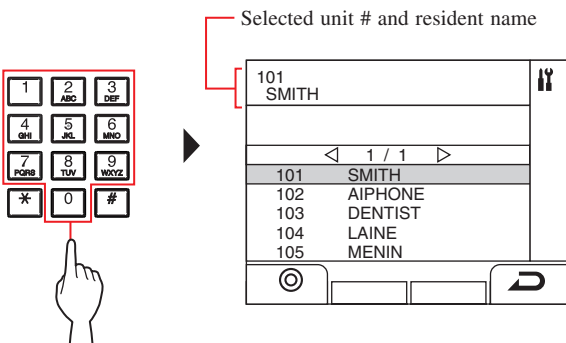 Selected unit # and resident name
1 2 3
ABC DEF
4 5 6
GHI JKL MNO
7 8 9
PQRS TUV WXYZ
* 0 #
101
SMITH
1 / 1
101 SMITH
102 AIPHONE
103 DENTIST
104 LAINE
105 MENIN